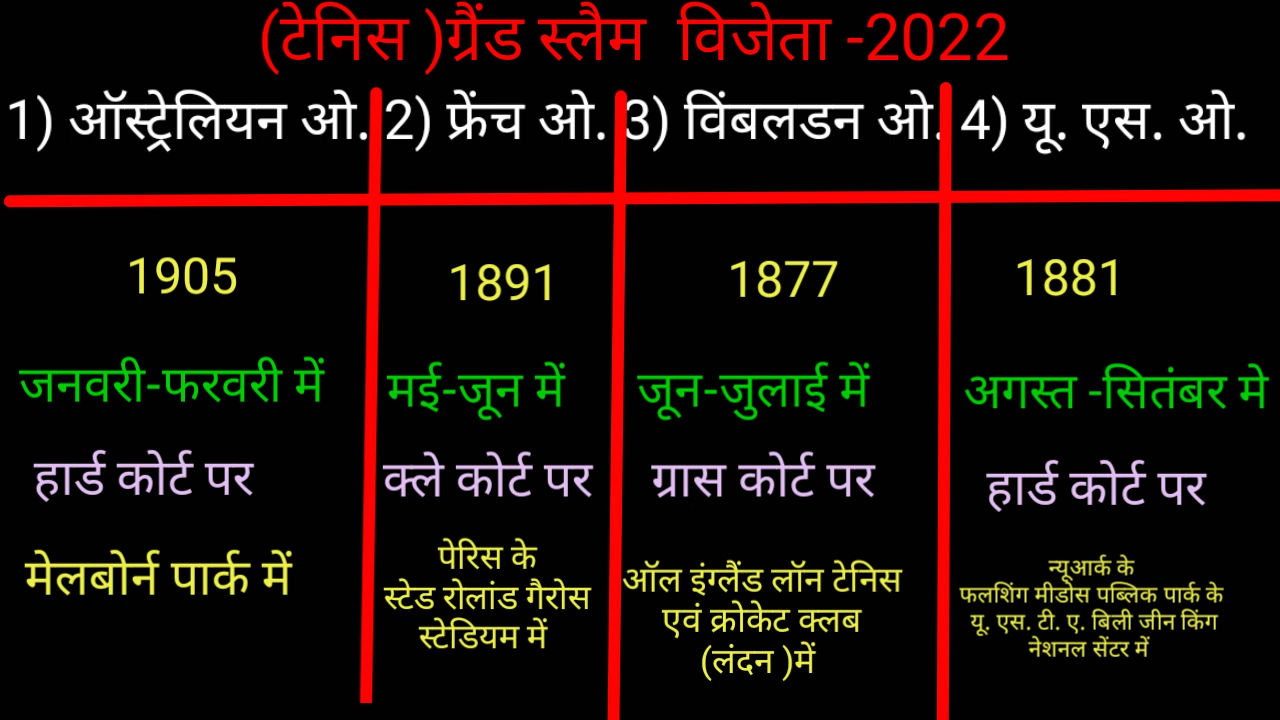 (टेनिस )ग्रैंड स्लैम विजेता -2022
1) ऑस्ट्रेलियन ओ. 2) फ्रेंच ओ. 3) विंबलडन ओ. 4) यू. एस. ओ.
1905
1891
1877
1881
जनवरी-फरवरी में
मई-जून में
जून-जुलाई में
अगस्त -सितंबर मे
हार्ड कोर्ट पर
क्ले कोर्ट पर
ग्रास कोर्ट पर
हार्ड कोर्ट पर
मेलबोर्न पार्क में
पेरिस के
स्टेड रोलांड गैरोस
स्टेडियम में
ऑल इंग्लैंड लॉन टेनिस
एवं क्रोकेट क्लब
(लंदन )में
न्यूआर्क के
फलशिंग मीडोस पब्लिक पार्क के
यू. एस. टी. ए. बिली जीन किंग
नेशनल सेंटर में